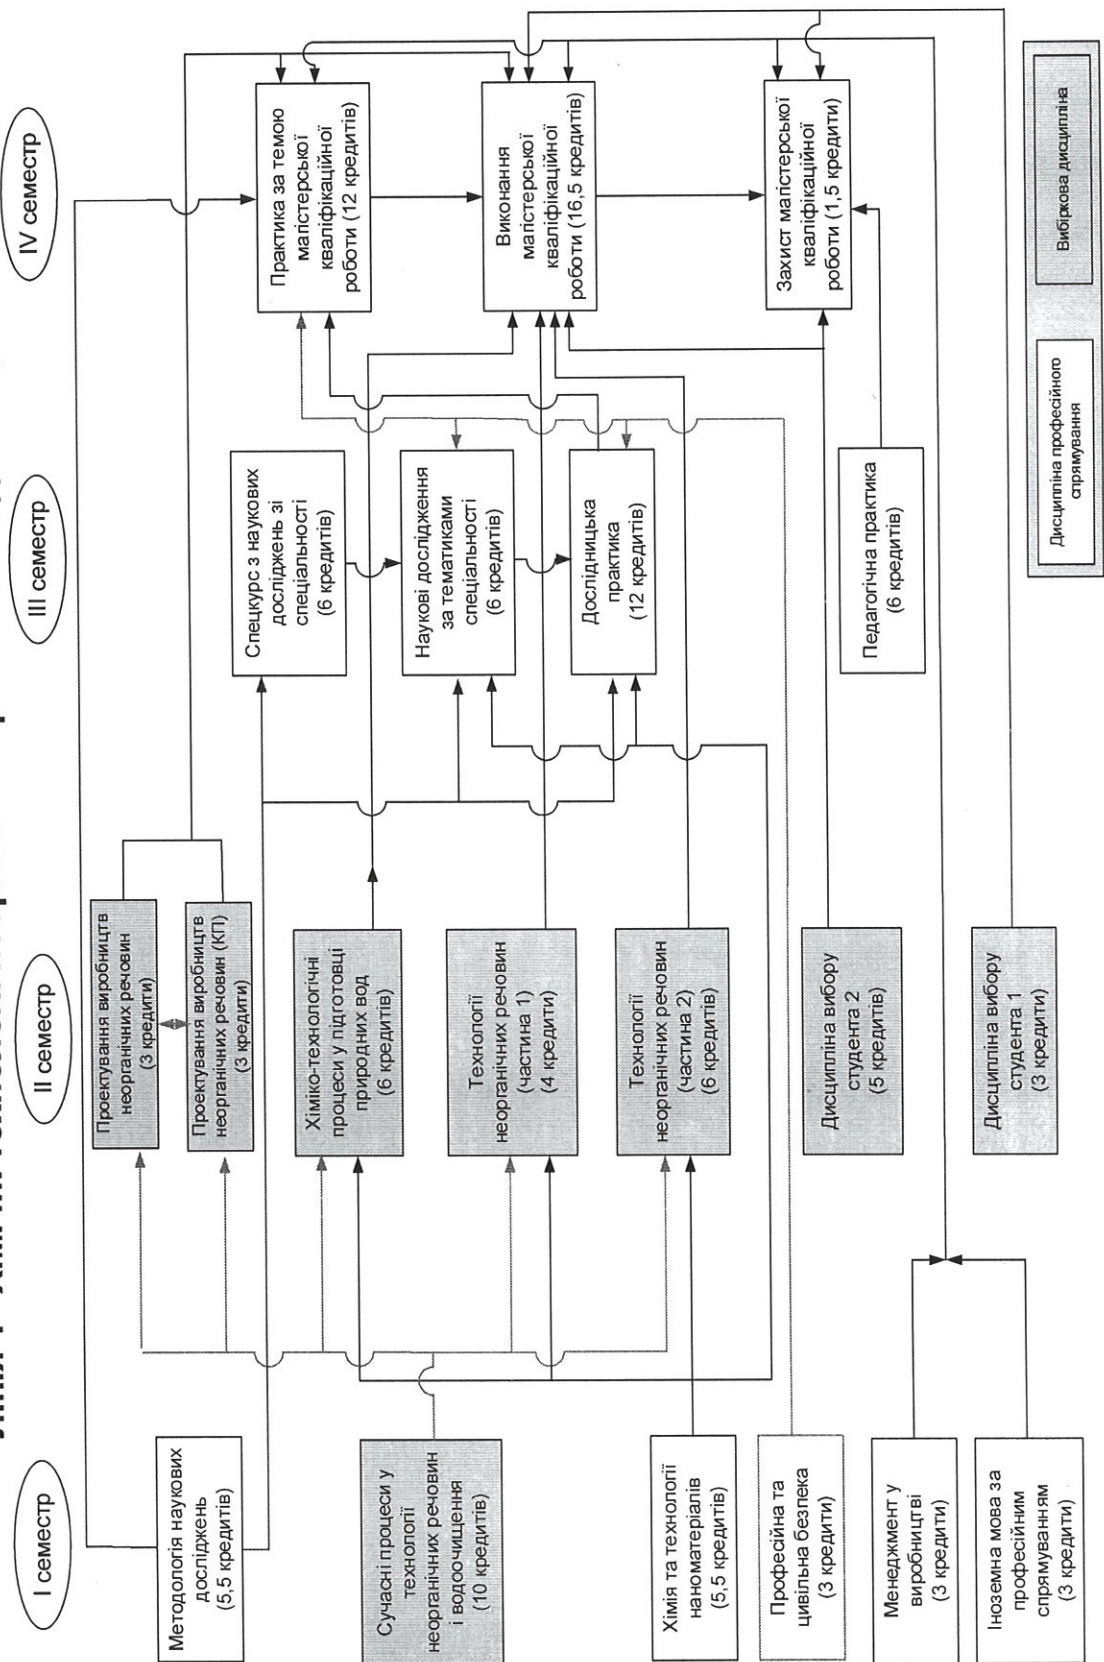 I семестр
II семестр
III семестр
IV семестр
Методологія наукових
досліджень
(5,5 кредитів)
Сучасні процеси у
технології
неорганічних речовин
і водоочищення
(10 кредитів)
Хімія та технології
наноматеріалів
(5,5 кредитів)
Професійна та
цивільна безпека
(3 кредити)
Менеджмент у
виробництві
(3 кредити)
Іноземна мова за
професійним
спрямуванням
(3 кредити)
Проектування виробництв
неорганічних речовин
(3 кредити)
Проектування виробництв
неорганічних речовин (КП)
(3 кредити)
Хіміко-технологічні
процеси у підготовці
природних вод
(6 кредитів)
Технології
неорганічних речовин
(частина 1)
(4 кредити)
Технології
неорганічних речовин
(частина 2)
(6 кредитів)
Дисципліна вибору
студента 2
(5 кредитів)
Дисципліна вибору
студента 1
(3 кредити)
Спецкурс з наукових
досліджень зі
спеціальності
(6 кредитів)
Наукові дослідження
за тематиками
спеціальності
(6 кредитів)
Дослідницька
практика
(12 кредитів)
Педагогічна практика
(6 кредитів)
Практика за темою
магістерської
кваліфікаційної
роботи (12 кредитів)
Виконання
магістерської
кваліфікаційної
роботи (16,5 кредитів)
Захист магістерської
кваліфікаційної
роботи (1,5 кредити)
Дисципліна професійного
спрямування
Вибіркова дисципліна